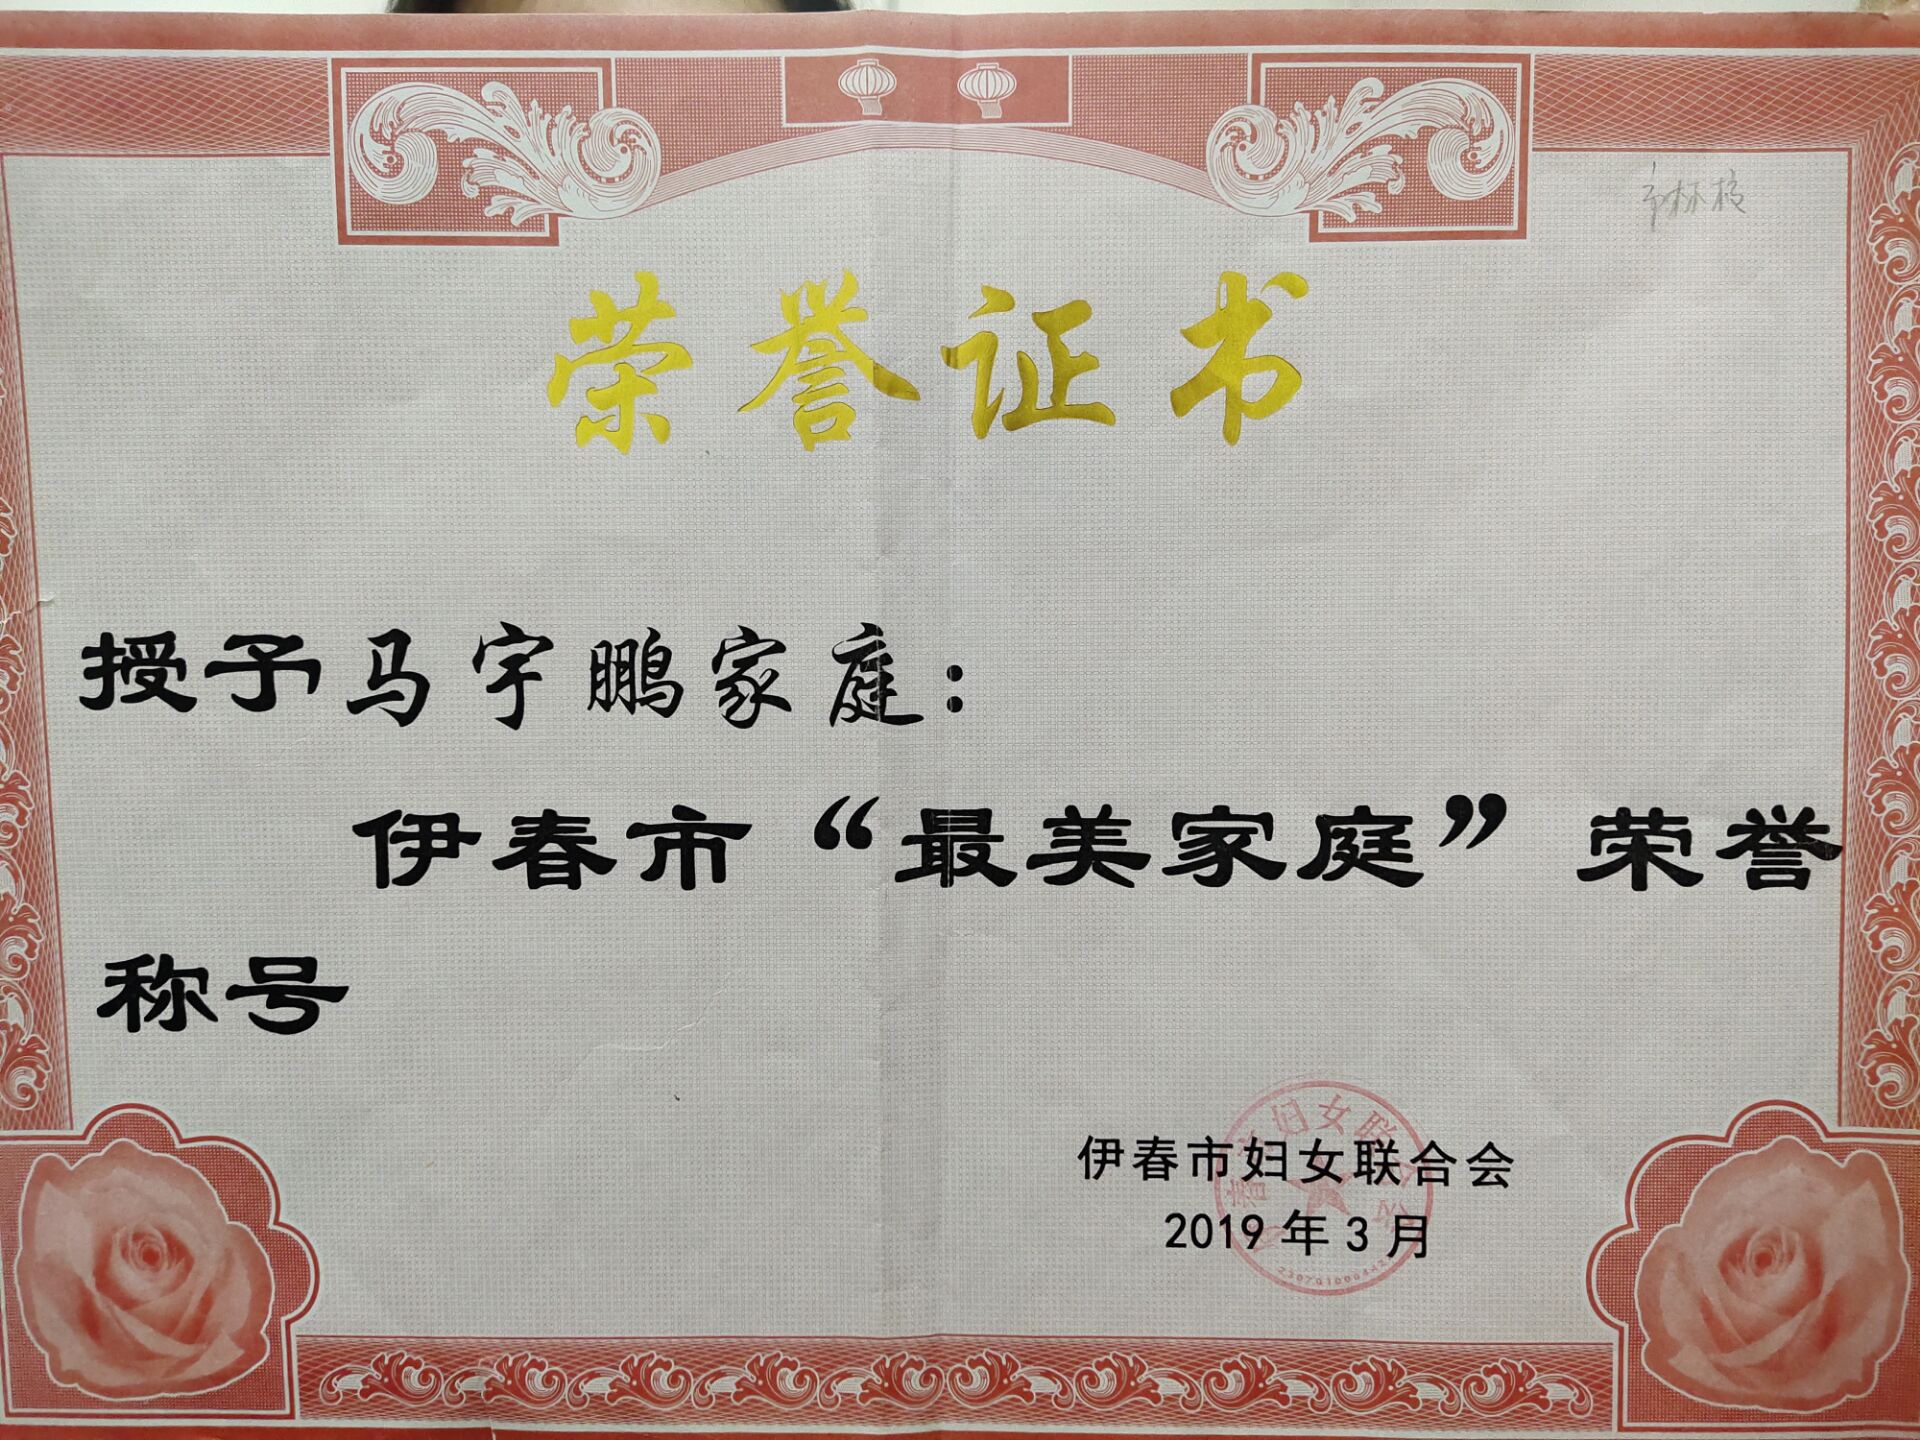 荣誉证书
授予马宇鹏家庭：
伊春市“最美家庭”荣誉
称号
伊春市妇女联合会
2019年3月